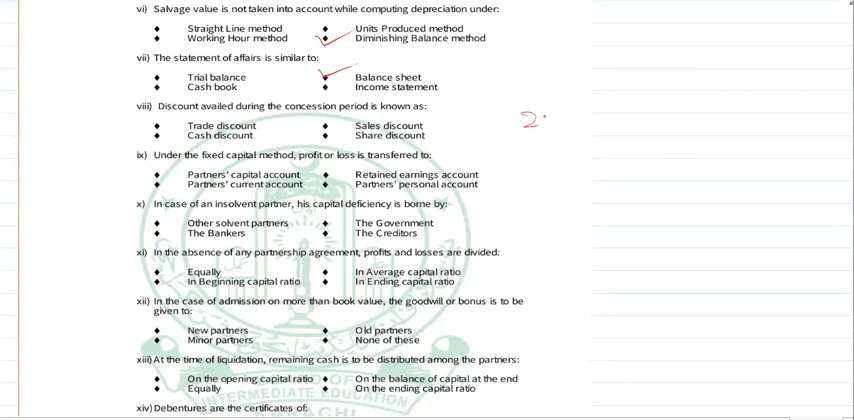 vi) Salvage value is not taken into account while computing depreciation under:
♦ Straight Line method ♦ Units Produced method
♦ Working Hour method ♦ Diminishing Balance method
vii) The statement of affairs is similar to:
♦ Trial balance ♦ Balance sheet
♦ Cash book ♦ Income statement
viii) Discount availed during the concession period is known as:
♦ Trade discount ♦ Sales discount
♦ Cash discount ♦ Share discount
2
ix) Under the fixed capital method, profit or loss is transferred to:
♦ Partners' capital account ♦ Retained earnings account
♦ Partners' current account ♦ Partners' personal account
x) In case of an insolvent partner, his capital deficiency is borne by:
♦ Other solvent partners ♦ The Government
♦ The Bankers ♦ The Creditors
xi) In the absence of any partnership agreement, profits and losses are divided:
♦ Equally ♦ In Average capital ratio
♦ In Beginning capital ratio ♦ In Ending capital ratio
xii) In the case of admission on more than book value, the goodwill or bonus is to be
given to:
♦ New partners ♦ Old partners
♦ Minor partners ♦ None of these
xiii) At the time of liquidation, remaining cash is to be distributed among the partners:
♦ On the opening capital ratio ♦ On the balance of capital at the end
♦ Equally ♦ On the ending capital ratio
INTERMEDIATE EDUCATION
xiv) Debentures are the certificates of:
KARACHI